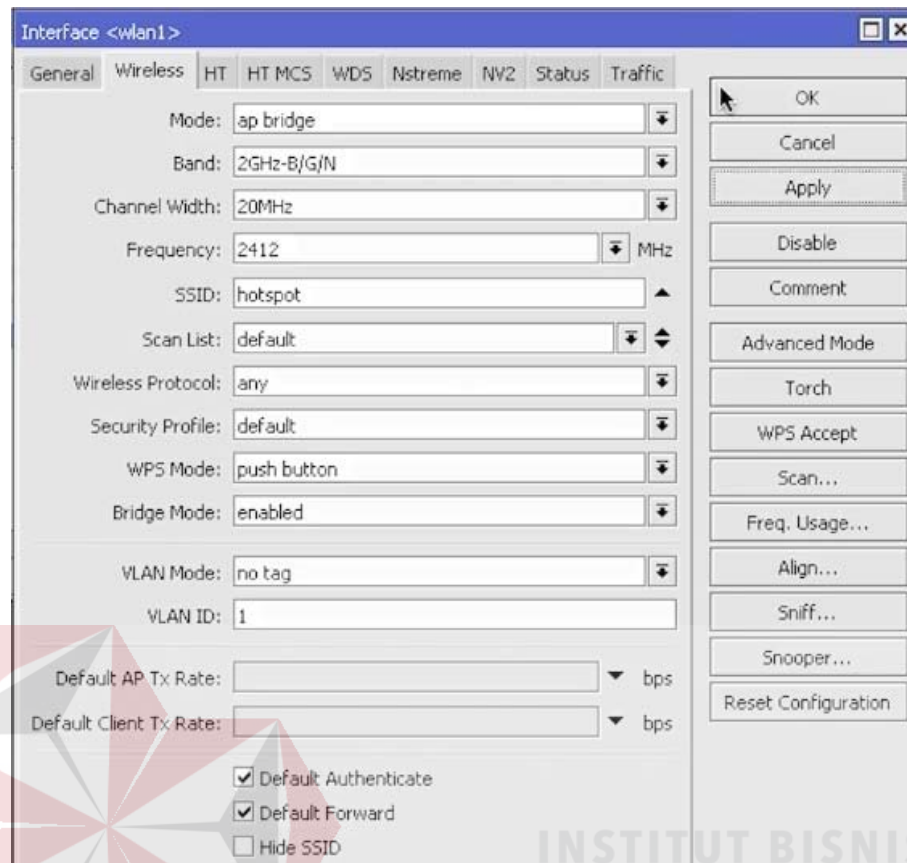 Interface <wlan1>
General Wireless HT HT MCS WDS Nstreme NV2 Status Traffic
Mode: ap bridge
Band: 2GHz-B/G/N
Channel Width: 20MHz
Frequency: 2412 MHz
SSID: hotspot
Scan List: default
Wireless Protocol: any
Security Profile: default
WPS Mode: push button
Bridge Mode: enabled
VLAN Mode: no tag
VLAN ID: 1
Default AP Tx Rate: bps
Default Client Tx Rate: bps
Default Authenticate
Default Forward
Hide SSID
OK
Cancel
Apply
Disable
Comment
Advanced Mode
Torch
WPS Accept
Scan...
Freq. Usage...
Align...
Sniff...
Snooper...
Reset Configuration
INSTITUT BISNI